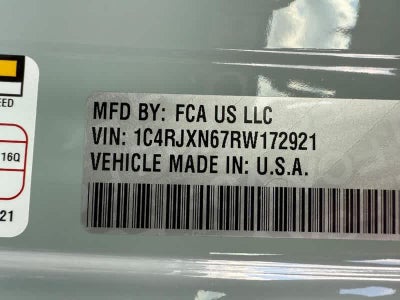 EED
16Q
21
MFD BY: FCA US LLC
VIN: 1C4RJXN67RW172921
VEHICLE MADE IN: U.S.A.